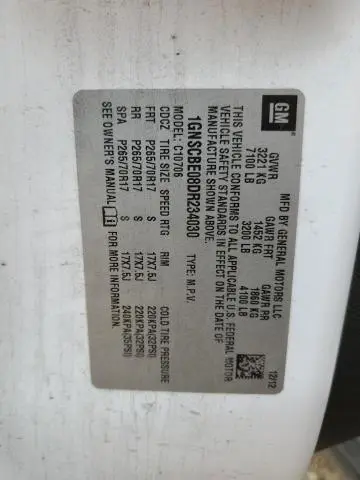 GM
MFD BY GENERAL MOTORS LLC
12/12
GVWR GAWR FRT GAWR RR
3221 KG 1452 KG 1860 KG
7100 LB 3200 LB 4100 LB
THIS VEHICLE CONFORMS TO ALL APPLICABLE U.S. FEDERAL MOTOR
VEHICLE SAFETY STANDARDS IN EFFECT ON THE DATE OF
MANUFACTURE SHOWN ABOVE.
1GNSCBE08DR234030 TYPE: M.P.V.
C10706
CDCZ TIRE SIZE SPEED RTG RIM COLD TIRE PRESSURE
FRT P265/70R17 S 17X7.5J 220KPA(32PSI)
RR P265/70R17 S 17X7.5J 220KPA(32PSI)
SPA P265/70R17 S 17X7.5J 240KPA(35PSI)
SEE OWNER'S MANUAL FOR MORE INFORMATION.